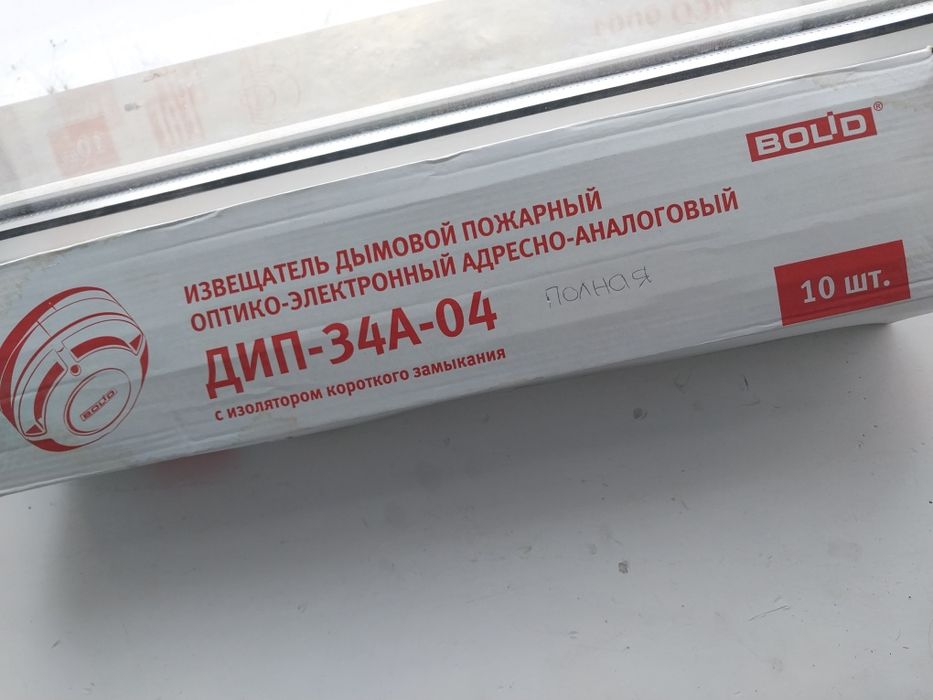 BOLID®
ИЗВЕЩАТЕЛЬ ДЫМОВОЙ ПОЖАРНЫЙ
ОПТИКО-ЭЛЕКТРОННЫЙ АДРЕСНО-АНАЛОГОВЫЙ
ДИП-34А-04
ПОЛНАЯ
10 шт.
с изолятором короткого замыкания
BOLID